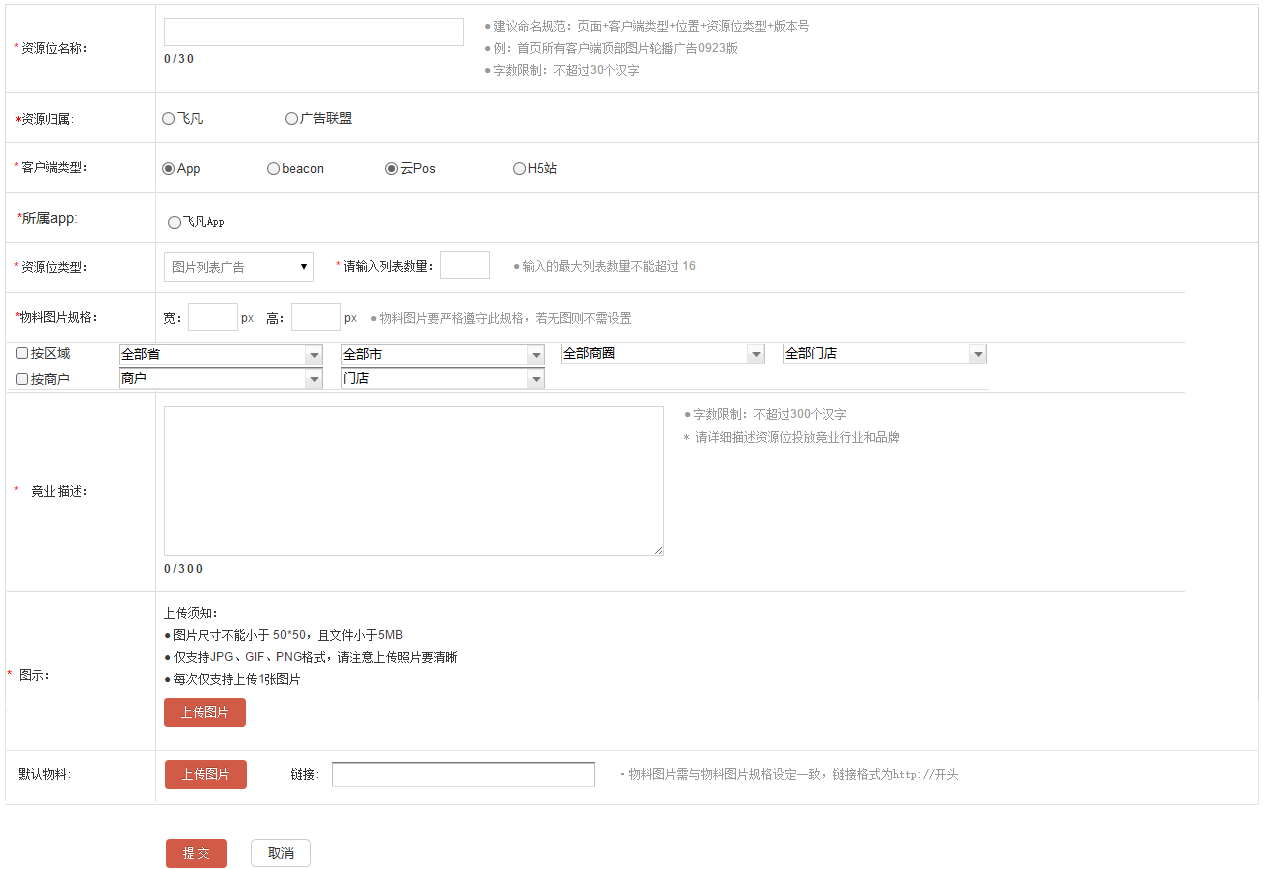 * 资源位名称:
0/30
● 建议命名规范: 页面+客户端类型+位置+资源位类型+版本号
● 例: 首页所有客户端顶部图片轮播广告0923版
● 字数限制: 不超过30个汉字
*资源归属: 飞凡 广告联盟
* 客户端类型: App beacon 云Pos H5站
*所属app: 飞凡App
* 资源位类型: 图片列表广告 * 请输入列表数量: ● 输入的最大列表数量不能超过 16
*物料图片规格: 宽: px 高: px ● 物料图片要严格遵守此规格，若无图则不需设置
按区域 全部省 全部市 全部商圈 全部门店
按商户 商户 门店
● 字数限制: 不超过300个汉字
* 请详细描述资源位投放竟业行业和品牌
* 竟业描述:
0/300
上传须知:
● 图片尺寸不能小于 50*50，且文件小于5MB
● 仅支持JPG、GIF、PNG格式，请注意上传照片要清晰
* 图示:
● 每次仅支持上传1张图片
上传图片
默认物料: 上传图片 链接: - 物料图片需与物料图片规格设定一致，链接格式为http://开头
提 交 取消